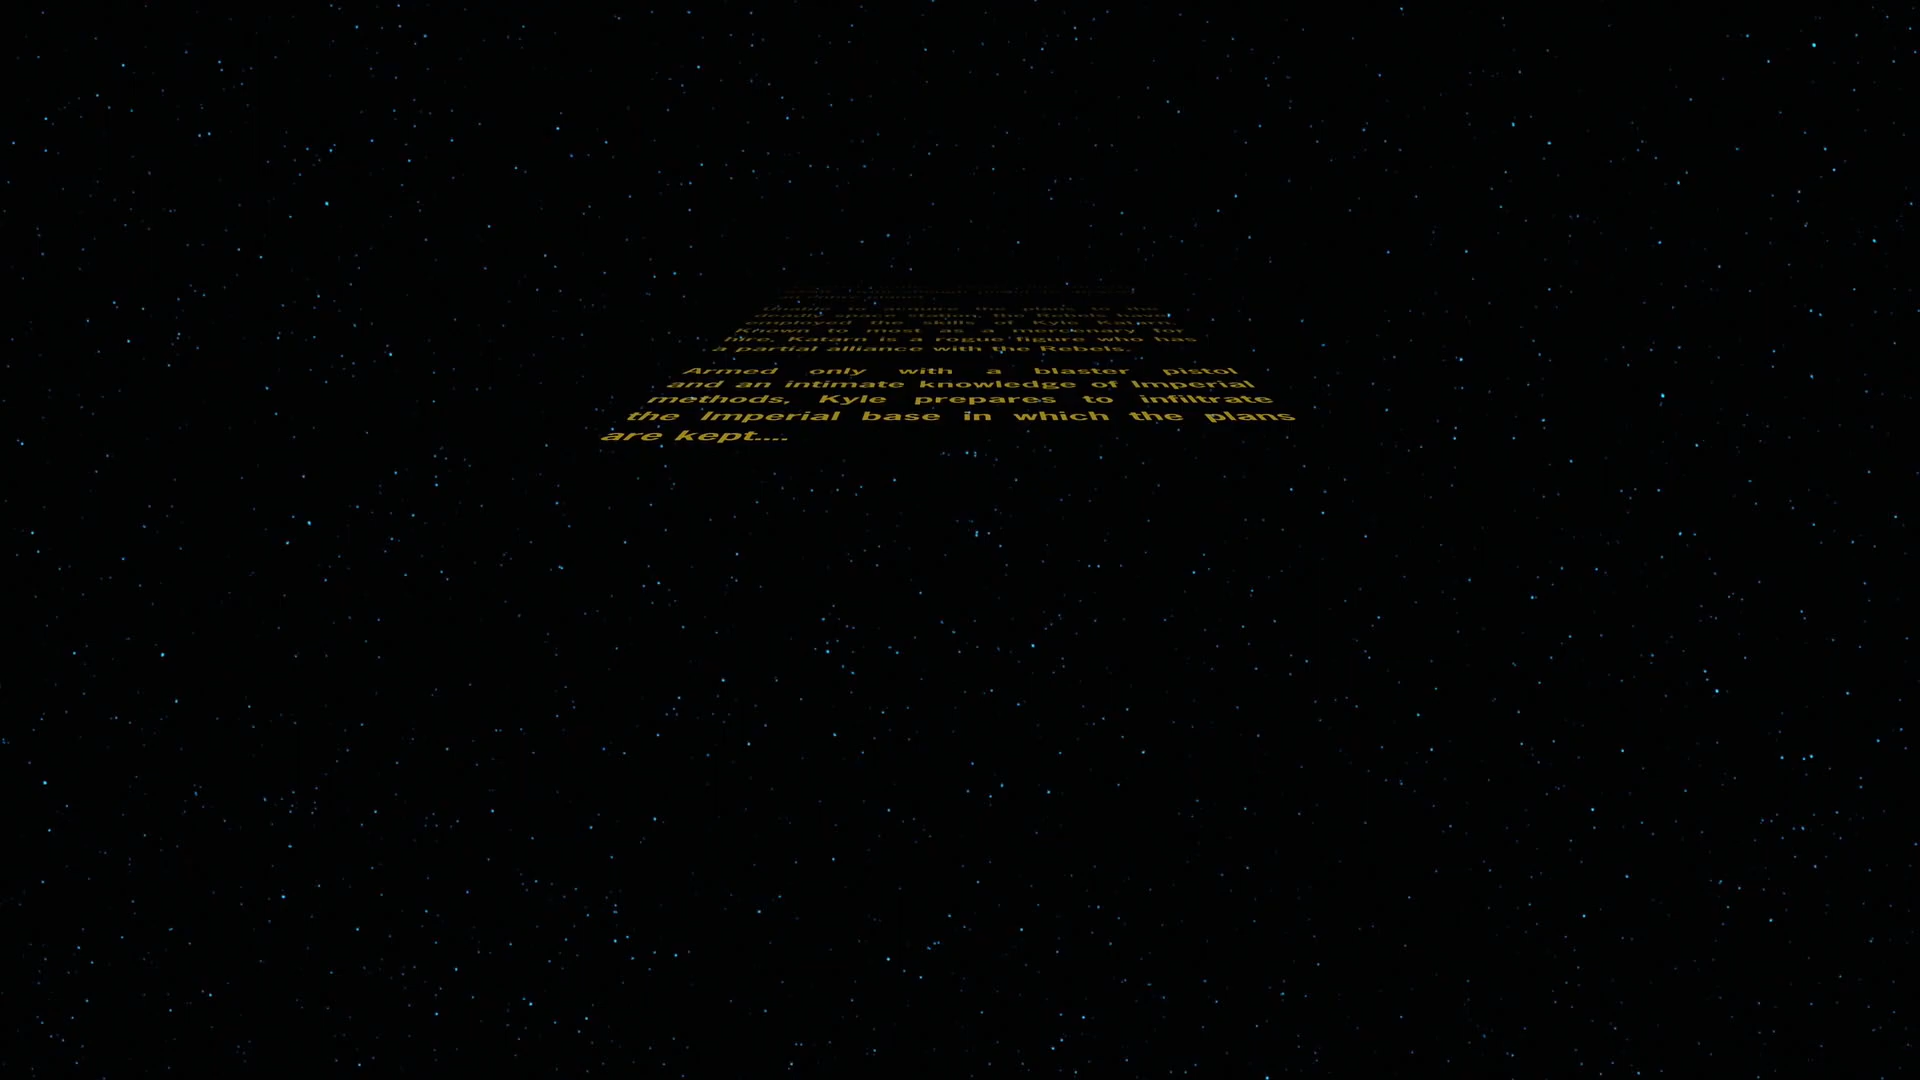 Unable to acquire the plans to the
deadly space station, the Rebels have
employed the skills of Kyle Katarn.
Known to most as a mercenary for
hire, Katarn is a rogue figure who has
a partial alliance with the Rebels.
Armed only with a blaster pistol
and an intimate knowledge of Imperial
methods, Kyle prepares to infiltrate
the Imperial base in which the plans
are kept....